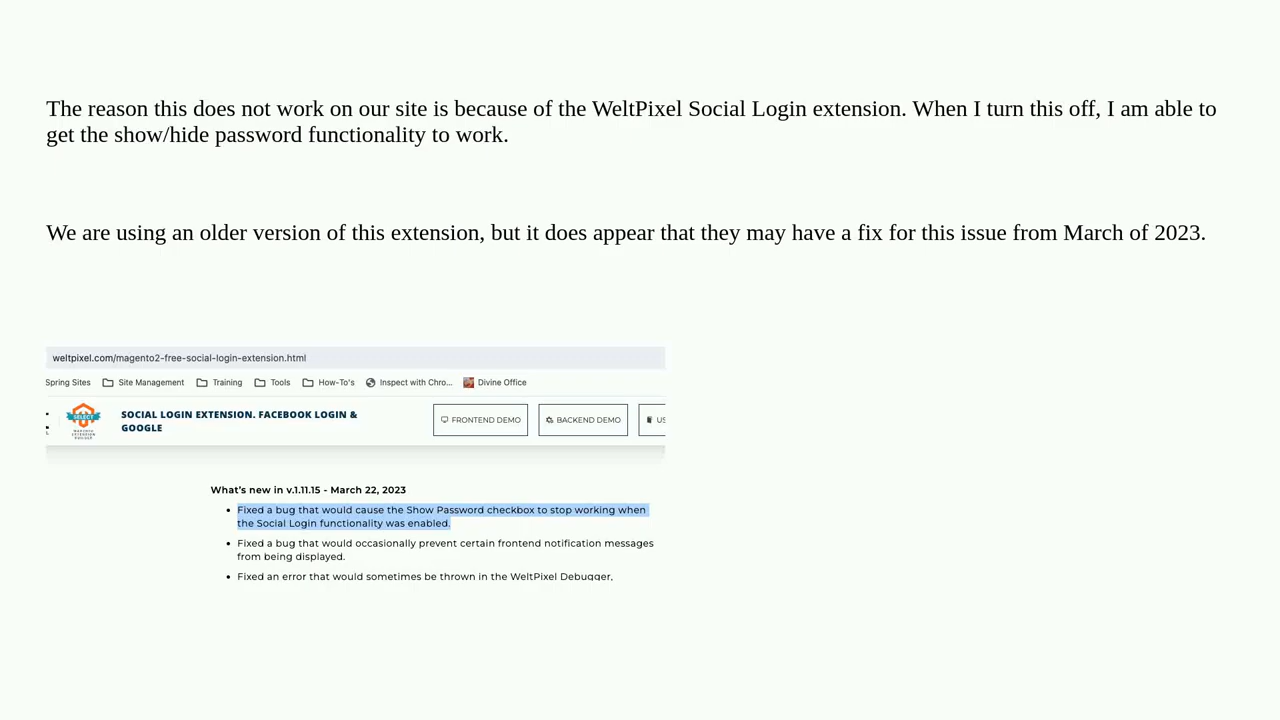 The reason this does not work on our site is because of the WeltPixel Social Login extension. When I turn this off, I am able to
get the show/hide password functionality to work.
We are using an older version of this extension, but it does appear that they may have a fix for this issue from March of 2023.
weltpixel.com/magento2-free-social-login-extension.html
Spring Sites Site Management Training Tools How-To's Inspect with Chro... Divine Office
SELECT
SOCIAL LOGIN EXTENSION. FACEBOOK LOGIN &
GOOGLE
FRONTEND DEMO BACKEND DEMO US
What's new in v.1.11.15 - March 22, 2023
• Fixed a bug that would cause the Show Password checkbox to stop working when
the Social Login functionality was enabled.
• Fixed a bug that would occasionally prevent certain frontend notification messages
from being displayed.
• Fixed an error that would sometimes be thrown in the WeltPixel Debugger,